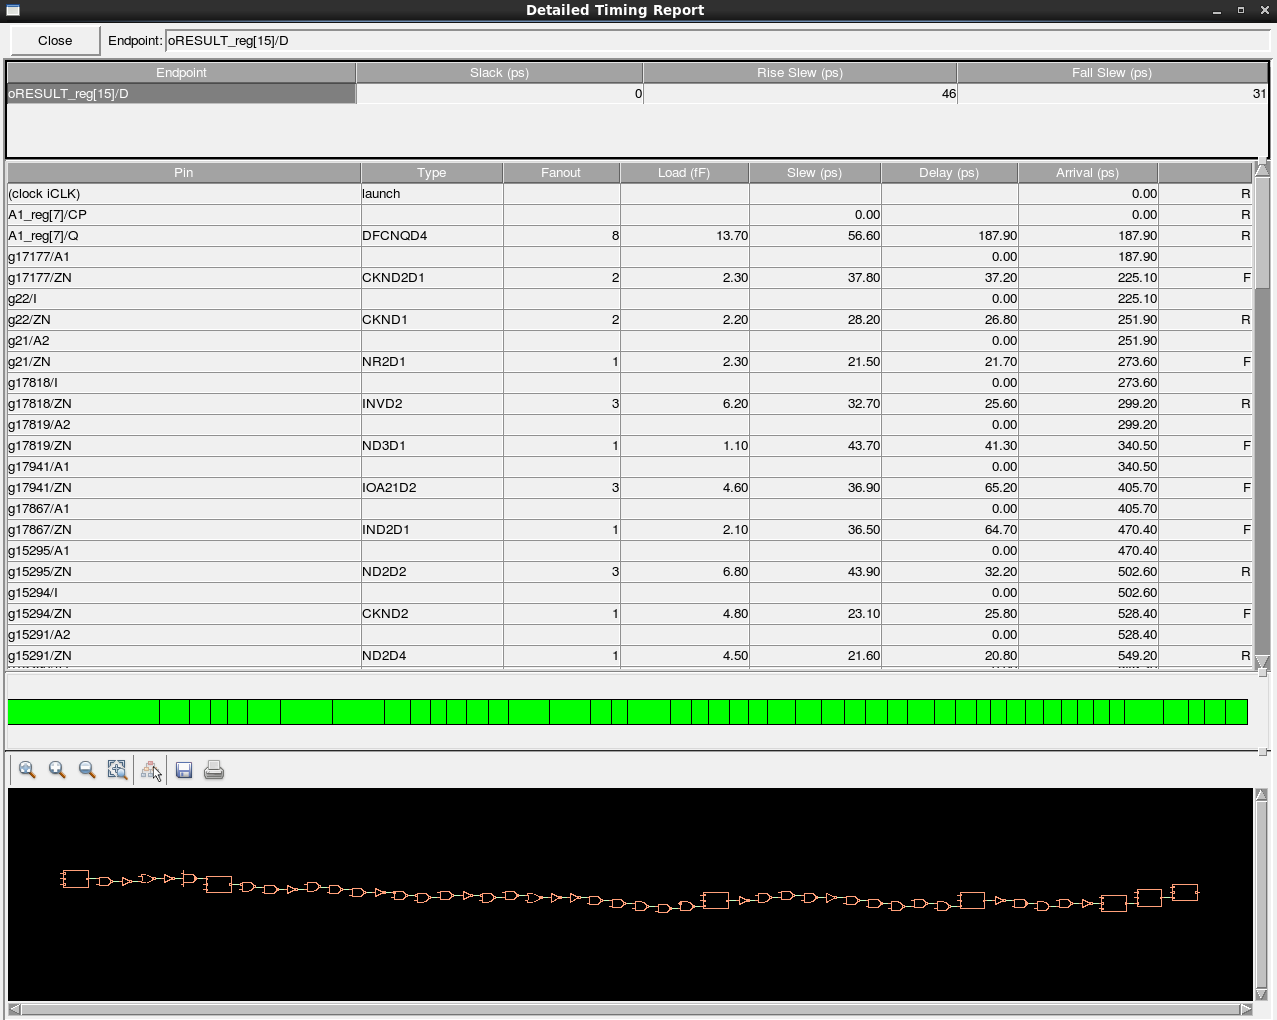 Detailed Timing Report
Close Endpoint: oRESULT_reg[15]/D
Endpoint Slack (ps) Rise Slew (ps) Fall Slew (ps)
oRESULT_reg[15]/D 0 46 31
Pin Type Fanout Load (fF) Slew (ps) Delay (ps) Arrival (ps)
(clock iCLK) launch 0.00 R
A1_reg[7]/CP 0.00 0.00 R
A1_reg[7]/Q DFCNQD4 8 13.70 56.60 187.90 187.90 R
g17177/A1 0.00 187.90
g17177/ZN CKND2D1 2 2.30 37.80 37.20 225.10 F
g22/I 0.00 225.10
g22/ZN CKND1 2 2.20 28.20 26.80 251.90 R
g21/A2 0.00 251.90
g21/ZN NR2D1 1 2.30 21.50 21.70 273.60 F
g17818/I 0.00 273.60
g17818/ZN INVD2 3 6.20 32.70 25.60 299.20 R
g17819/A2 0.00 299.20
g17819/ZN ND3D1 1 1.10 43.70 41.30 340.50 F
g17941/A1 0.00 340.50
g17941/ZN IOA21D2 3 4.60 36.90 65.20 405.70 F
g17867/A1 0.00 405.70
g17867/ZN IND2D1 1 2.10 36.50 64.70 470.40 F
g15295/A1 0.00 470.40
g15295/ZN ND2D2 3 6.80 43.90 32.20 502.60 R
g15294/I 0.00 502.60
g15294/ZN CKND2 1 4.80 23.10 25.80 528.40 F
g15291/A2 0.00 528.40
g15291/ZN ND2D4 1 4.50 21.60 20.80 549.20 R